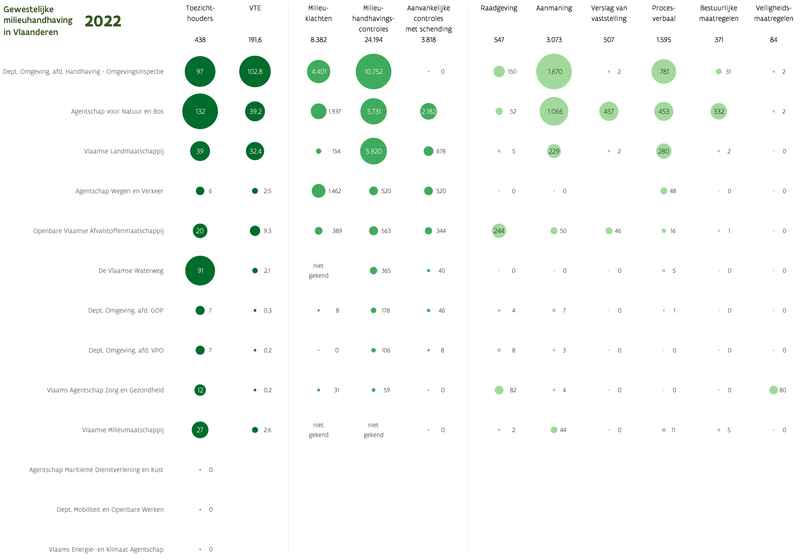 Gewestelijke
milieuhandhaving
in Vlaanderen
2022
Toezicht-
houders
438
VTE
191,6
Milieu-
klachten
8.382
Milieu-
handhavings-
controles
24.194
Aanvankelijke
controles
met schending
3.818
Raadgeving
547
Aanmaning
3.073
Verslag van
vaststelling
507
Proces-
verbaal
1.595
Bestuurlijke
maatregelen
371
Veiligheids-
maatregelen
84
Dept. Omgeving, afd. Handhaving - Omgevingsinspectie 97 102,8 4.401 10.752 0 150 1.670 2 781 31 2
Agentschap voor Natuur en Bos 132 39,2 1.937 5.731 2.182 52 1.066 457 453 332 2
Vlaamse Landmaatschappij 39 32,4 154 5.920 678 5 229 2 280 2 0
Agentschap Wegen en Verkeer 6 2,5 1.462 520 520 0 0 48 0 0
Openbare Vlaamse Afvalstoffenmaatschappij 20 9,3 389 563 344 244 50 46 16 1 0
De Vlaamse Waterweg 91 2,1 niet gekend 365 40 0 0 0 5 0 0
Dept. Omgeving, afd. GOP 7 0,3 8 178 46 4 7 0 1 0 0
Dept. Omgeving, afd. VPO 7 0,2 0 106 8 8 3 0 0 0 0
Vlaams Agentschap Zorg en Gezondheid 12 0,2 31 59 0 82 4 0 0 0 80
Vlaamse Milieumaatschappij 27 2,6 niet gekend niet gekend 0 2 44 0 11 5 0
Agentschap Maritieme Dienstverlening en Kust 0
Dept. Mobiliteit en Openbare Werken 0
Vlaams Energie- en Klimaat Agentschap 0